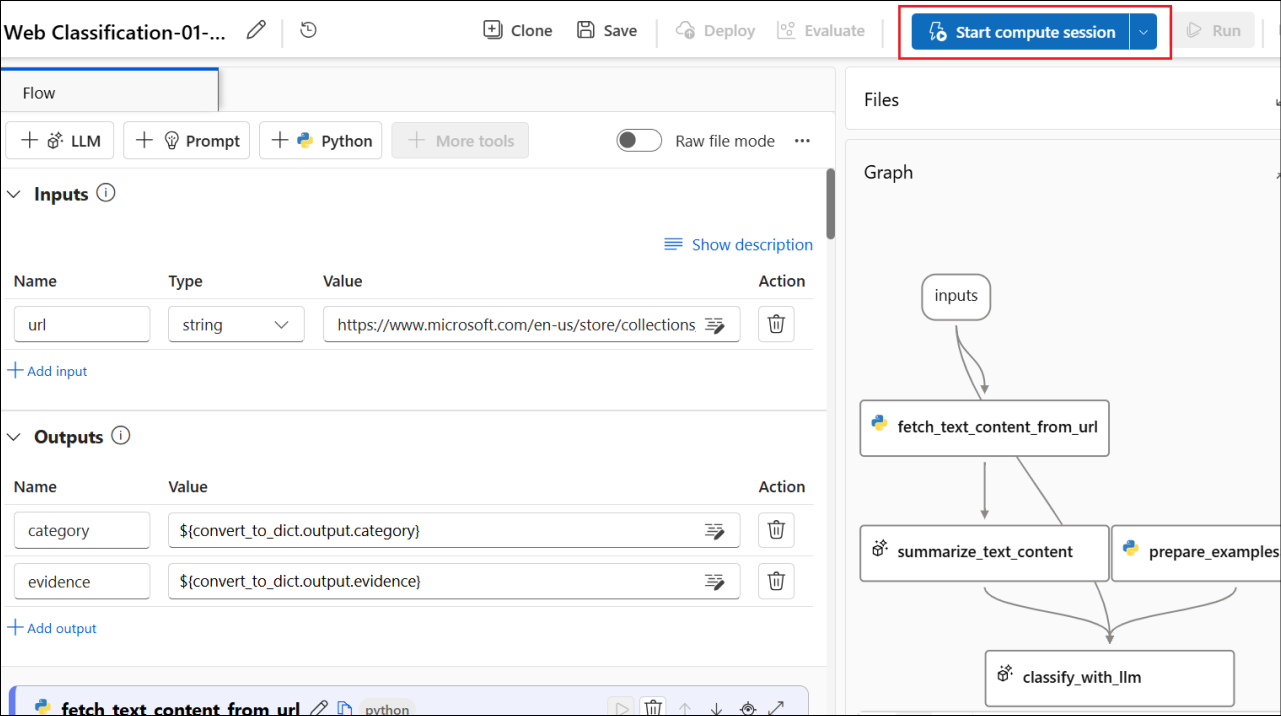 Web Classification-01-...
Clone
Save
Deploy
Evaluate
Start compute session
Run
Flow
LLM
Prompt
Python
More tools
Raw file mode
Inputs
Show description
Name Type Value Action
url string https://www.microsoft.com/en-us/store/collections
Add input
Outputs
Name Value Action
category ${convert_to_dict.output.category}
evidence ${convert_to_dict.output.evidence}
Add output
fetch_text_content_from_url python
Files
Graph
inputs
fetch_text_content_from_url
summarize_text_content
prepare_examples
classify_with_llm